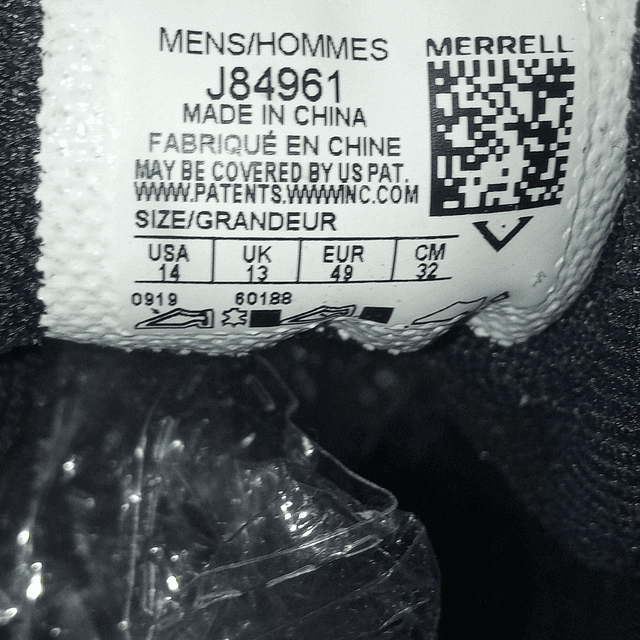 MENS/HOMMES
MERRELL
J84961
MADE IN CHINA
FABRIQUÉ EN CHINE
MAY BE COVERED BY US PAT.
WWW.PATENTS.WWWINC.COM
SIZE/GRANDEUR
USA UK EUR CM
14 13 49 32
0919 60188